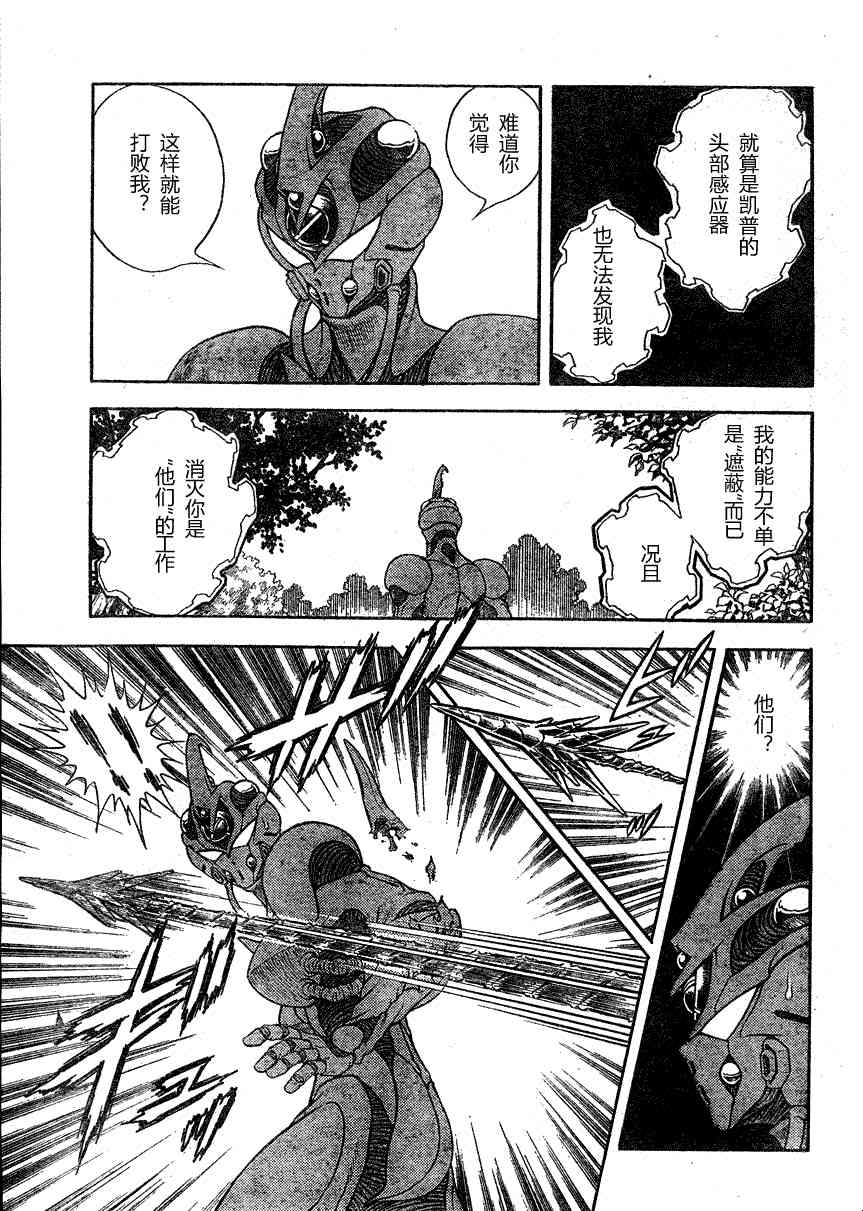 就算是凯普的
头部感应器
也无法发现我
难道你
觉得
这样就能
打败我?
我的能力不单
是“遮蔽”而已
况且
消灭你是
“他们”的工作
他们?
!!